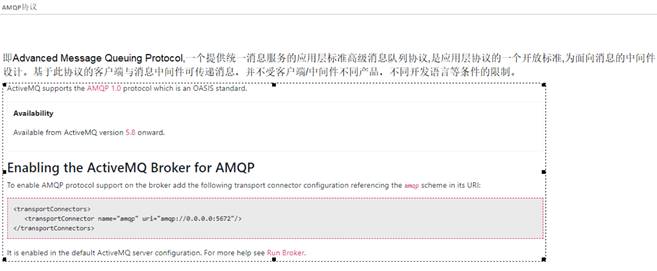 AMQP协议
即Advanced Message Queuing Protocol,一个提供统一消息服务的应用层标准高级消息队列协议,是应用层协议的一个开放标准,为面向消息的中间件
设计。基于此协议的客户端与消息中间件可传递消息，并不受客户端/中间件不同产品，不同开发语言等条件的限制。
ActiveMQ supports the AMQP 1.0 protocol which is an OASIS standard.
Availability
Available from ActiveMQ version 5.8 onward.
Enabling the ActiveMQ Broker for AMQP
To enable AMQP protocol support on the broker add the following transport connector configuration referencing the amqp scheme in its URI:
<transportConnectors>
<transportConnector name="amqp" uri="amqp://0.0.0.0:5672"/>
</transportConnectors>
It is enabled in the default ActiveMQ server configuration. For more help see Run Broker.